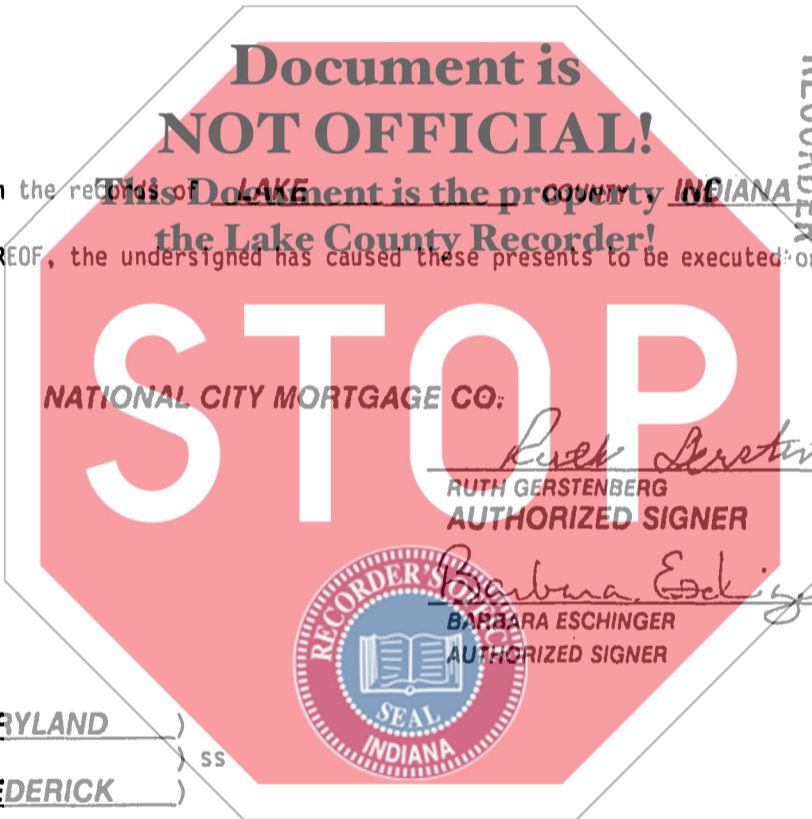 Document is
NOT OFFICIAL!
This Document is the property
the Lake County Recorder!
RECORDER
the records of LAKE COUNTY, INDIANA
EOF, the undersigned has caused these presents to be executed
STOP
NATIONAL CITY MORTGAGE CO.
RUTH GERSTENBERG
AUTHORIZED SIGNER
Barbara
BARBARA ESCHINGER
AUTHORIZED SIGNER
RECORDER'S OFFICE
SEAL
INDIANA
RYLAND )
) ss
EDERICK )